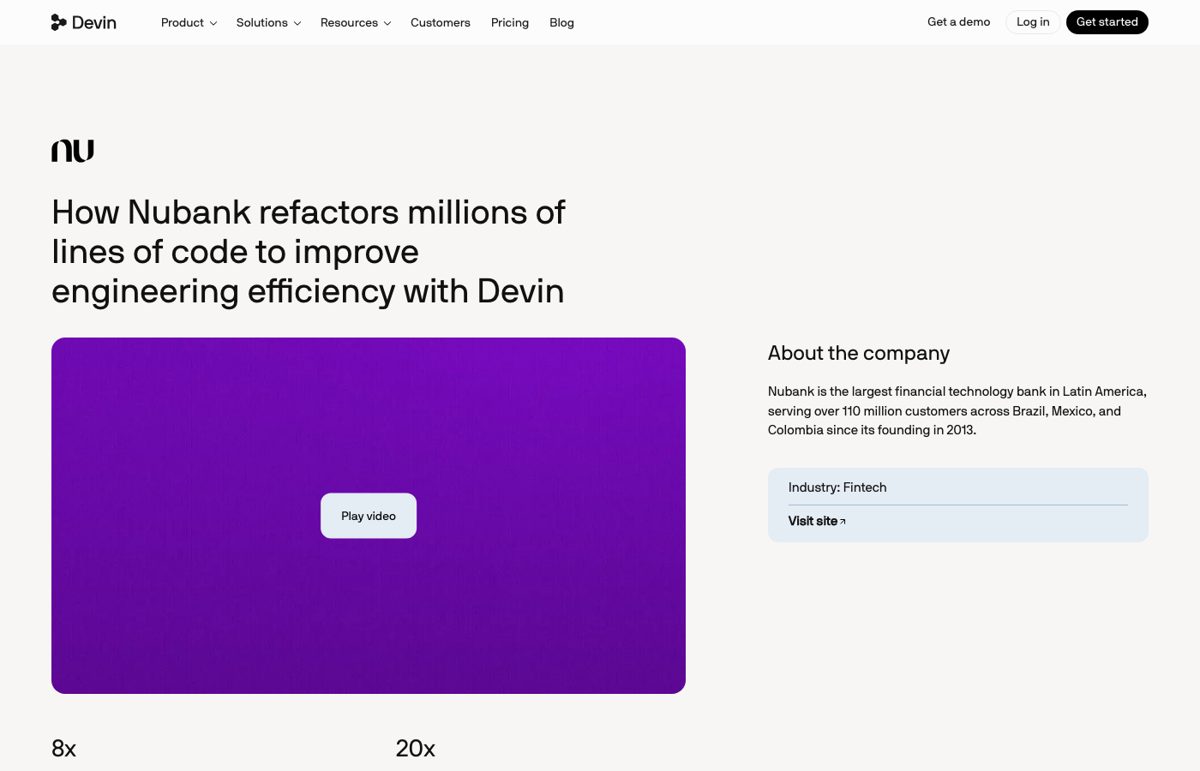 Devin
Product
Solutions
Resources
Customers
Pricing
Blog
Get a demo
Log in
Get started
nu
How Nubank refactors millions of
lines of code to improve
engineering efficiency with Devin
Play video
About the company
Nubank is the largest financial technology bank in Latin America,
serving over 110 million customers across Brazil, Mexico, and
Colombia since its founding in 2013.
Industry: Fintech
Visit site
8x
20x